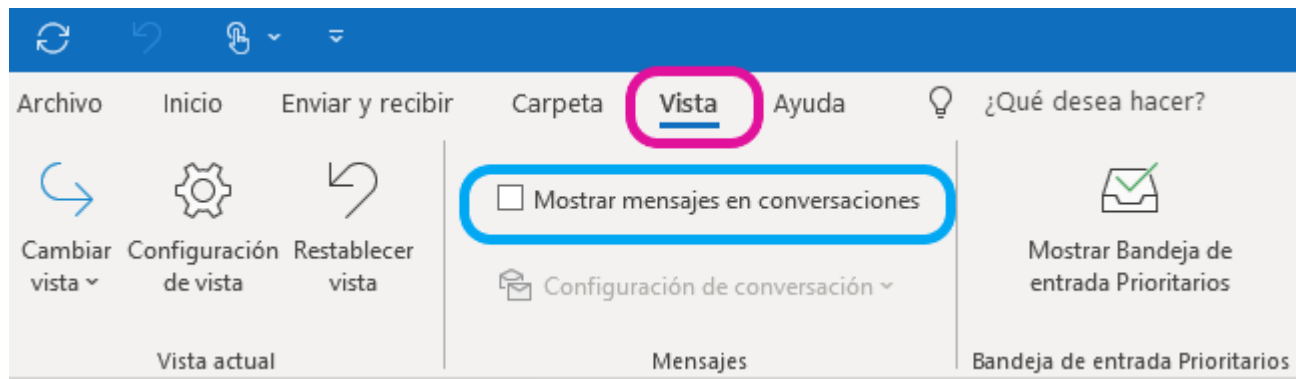 Archivo Inicio Enviar y recibir Carpeta Vista Ayuda ¿Qué desea hacer?
Mostrar mensajes en conversaciones
Cambiar Configuración Restablecer
vista de vista vista
Configuración de conversación
Mostrar Bandeja de
entrada Prioritarios
Vista actual Mensajes Bandeja de entrada Prioritarios